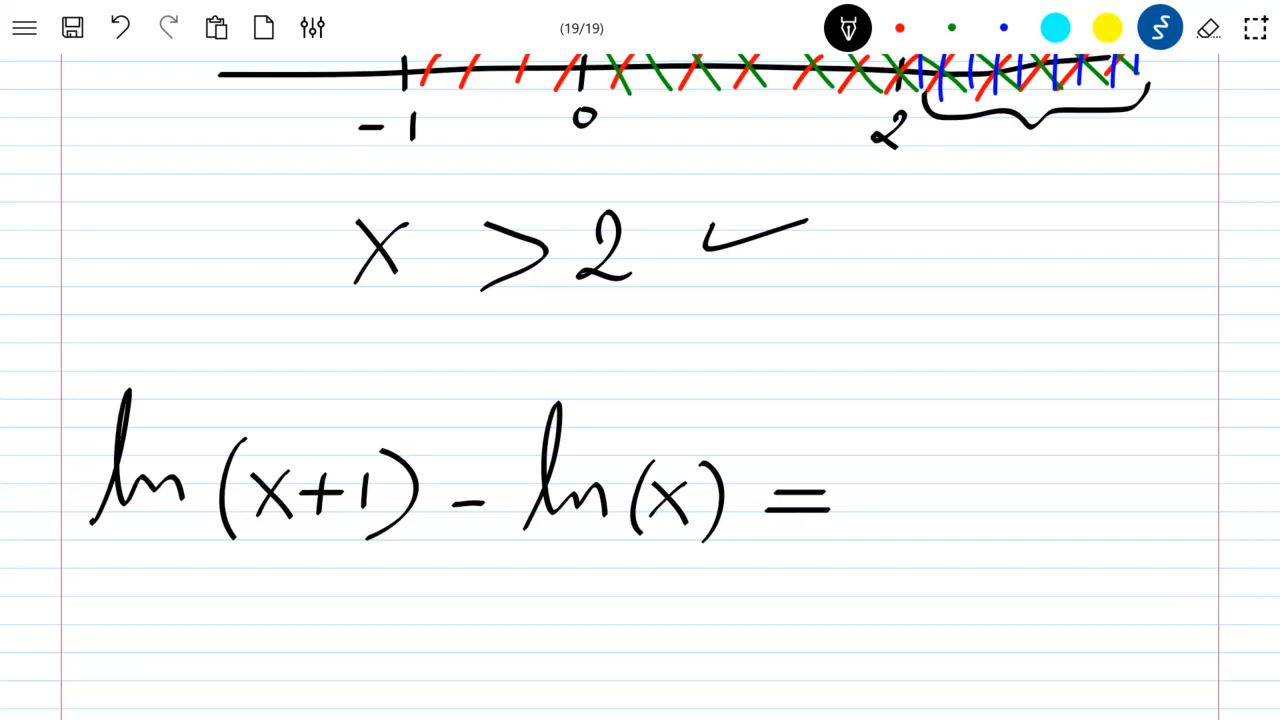 (19/19)
-1 0 2
x > 2 ✓
ln(x+1) - ln(x) =